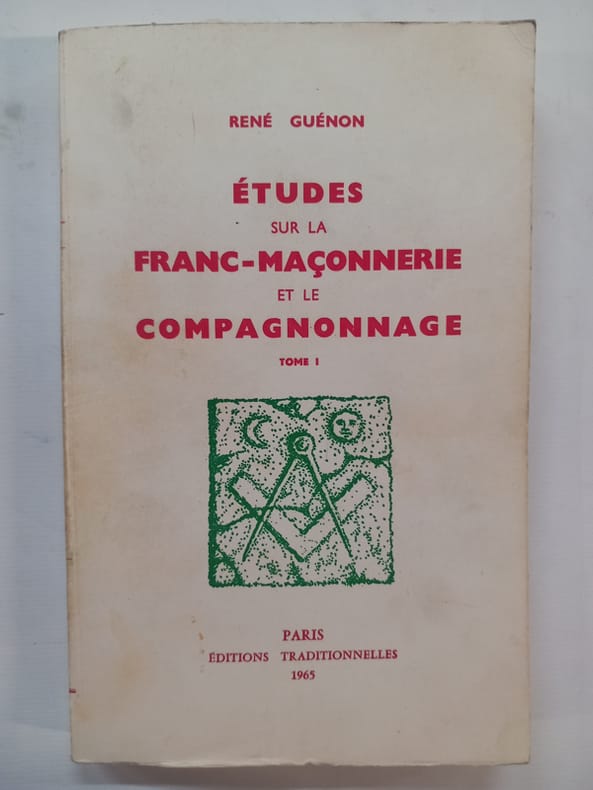 RENÉ GUÉNON
ÉTUDES
SUR LA
FRANC-MAÇONNERIE
ET LE
COMPAGNONNAGE
TOME I
PARIS
ÉDITIONS TRADITIONNELLES
1965